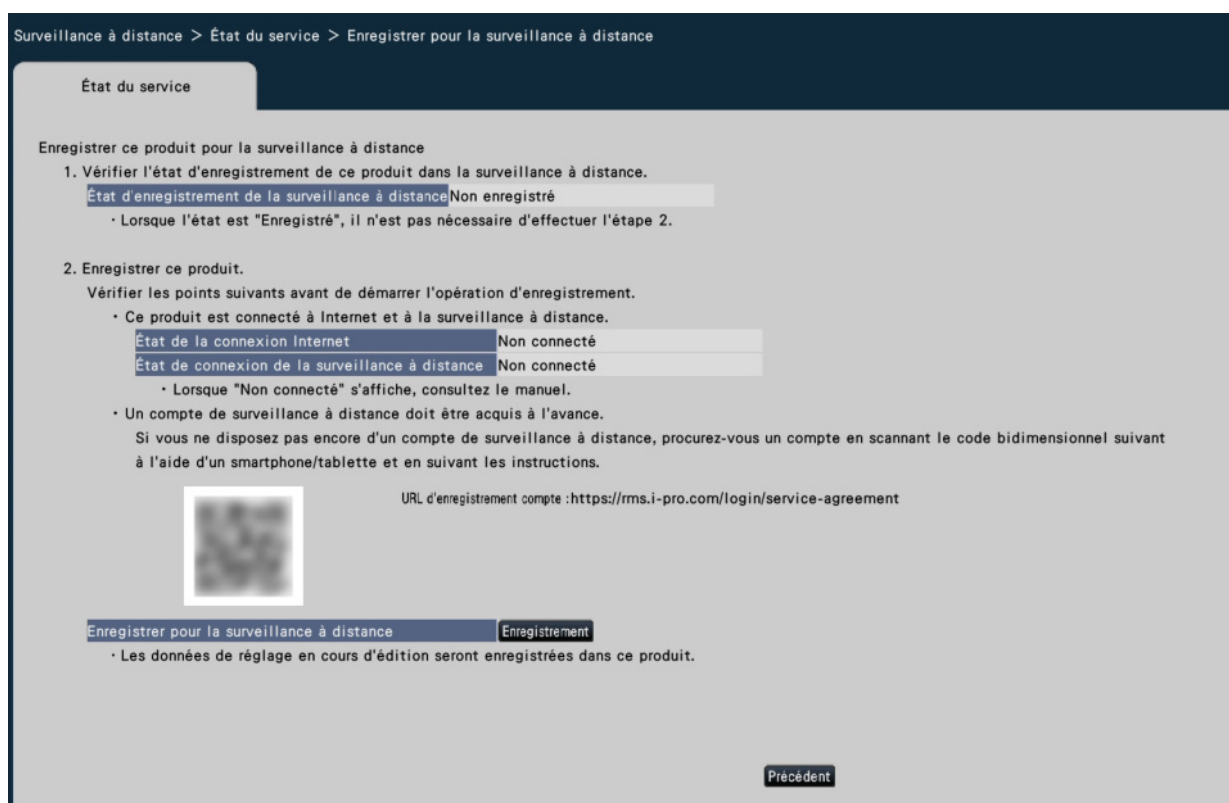 Surveillance à distance > État du service > Enregistrer pour la surveillance à distance
État du service
Enregistrer ce produit pour la surveillance à distance
1. Vérifier l'état d'enregistrement de ce produit dans la surveillance à distance.
État d'enregistrement de la surveillance à distance Non enregistré
・Lorsque l'état est "Enregistré", il n'est pas nécessaire d'effectuer l'étape 2.
2. Enregistrer ce produit.
Vérifier les points suivants avant de démarrer l'opération d'enregistrement.
・Ce produit est connecté à Internet et à la surveillance à distance.
État de la connexion Internet Non connecté
État de connexion de la surveillance à distance Non connecté
・Lorsque "Non connecté" s'affiche, consultez le manuel.
・Un compte de surveillance à distance doit être acquis à l'avance.
Si vous ne disposez pas encore d'un compte de surveillance à distance, procurez-vous un compte en scannant le code bidimensionnel suivant
à l'aide d'un smartphone/tablette et en suivant les instructions.
URL d'enregistrement compte :https://rms.i-pro.com/login/service-agreement
Enregistrer pour la surveillance à distance Enregistrement
・Les données de réglage en cours d'édition seront enregistrées dans ce produit.
Précédent